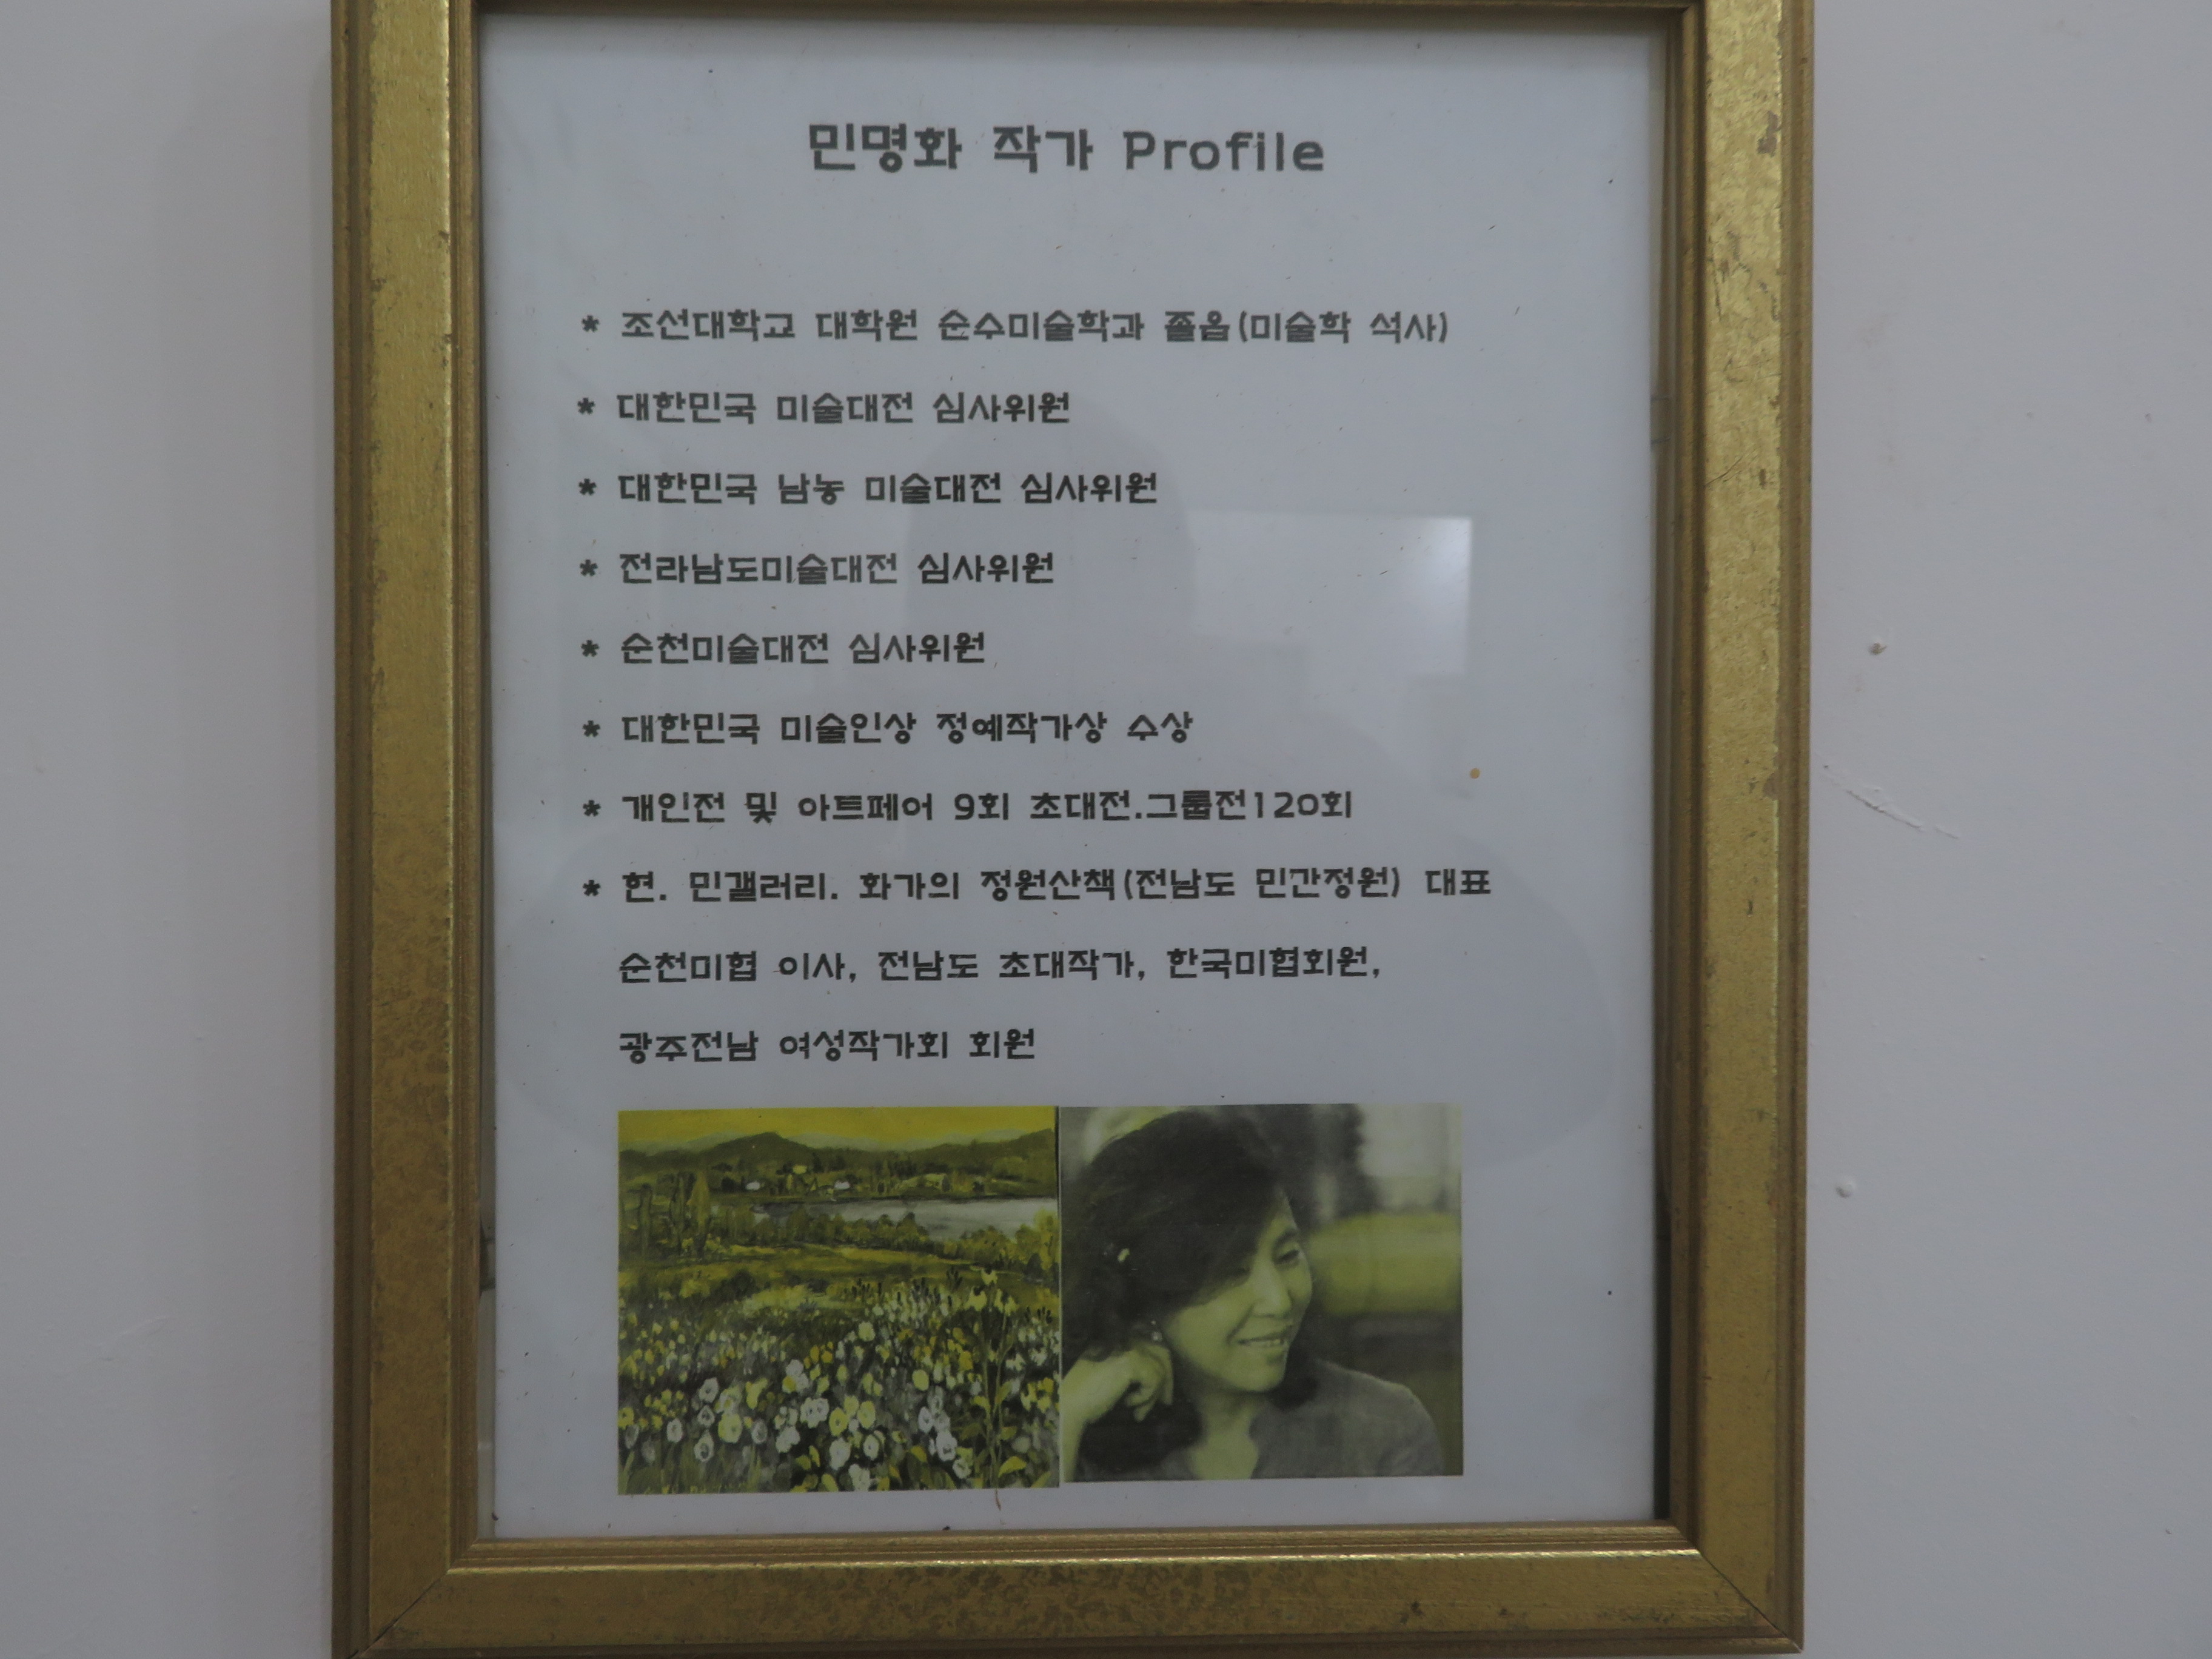 민명화 작가 Profile
* 조선대학교 대학원 순수미술학과 졸옵(미술학 석사)
* 대한민국 미술대전 심사위원
* 대한민국 남농 미술대전 심사위원
* 전라남도미술대전 심사위원
* 순천미술대전 심사위원
* 대한민국 미술인상 정예작가상 수상
* 개인전 및 아트페어 9회 초대전.그룹전120회
* 현. 민갤러리. 화가의 정원산책(전남도 민간정원) 대표
순천미협 이사, 전남도 초대작가, 한국미협회원,
광주전남 여성작가회 회원